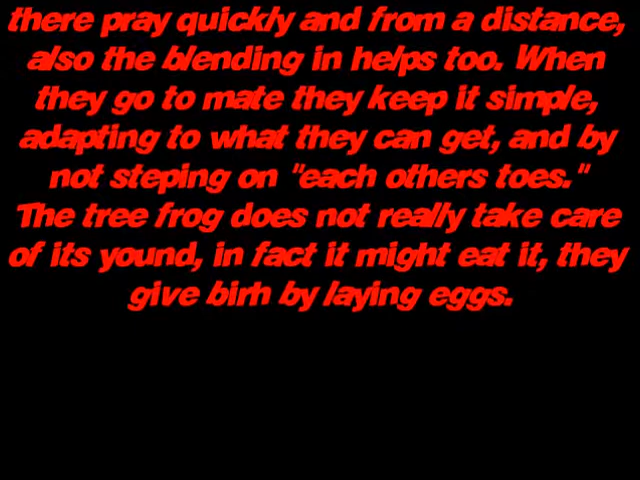 there pray quickly and from a distance,
also the blending in helps too. When
they go to mate they keep it simple,
adapting to what they can get, and by
not steping on "each others toes."
The tree frog does not really take care
of its yound, in fact it might eat it, they
give birh by laying eggs.